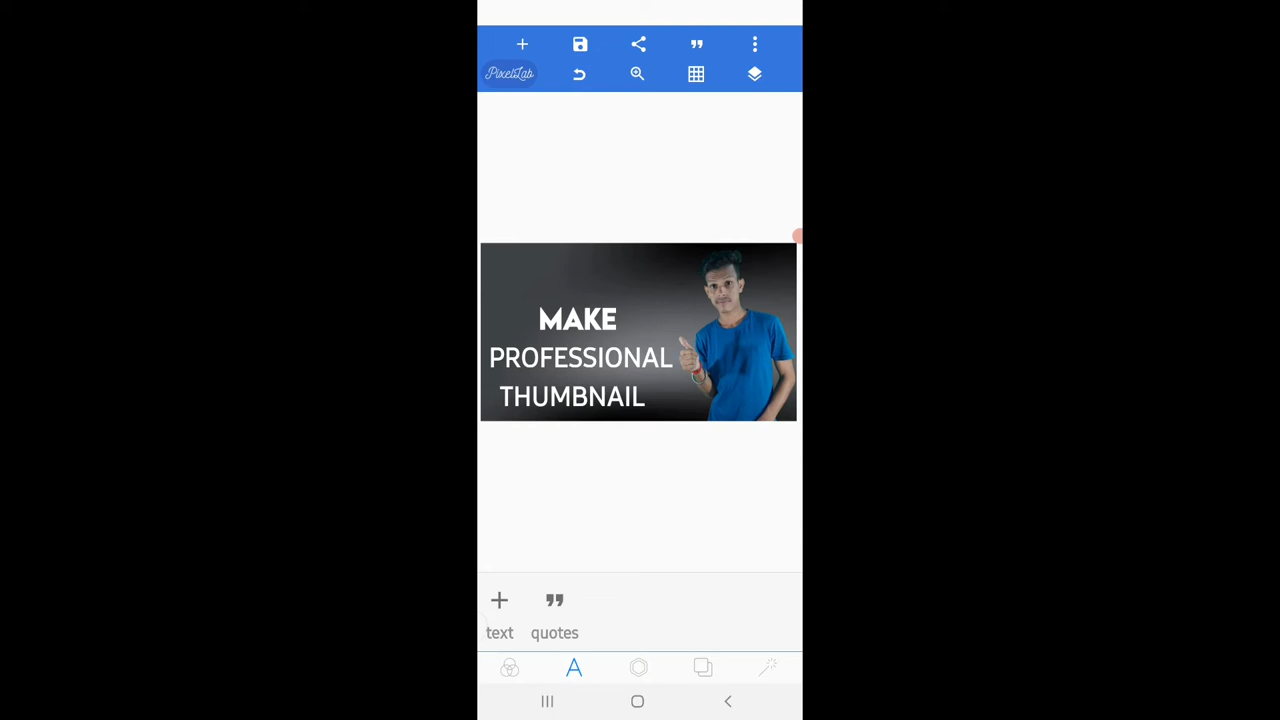 PixelLab
MAKE
PROFESSIONAL
THUMBNAIL
text
quotes